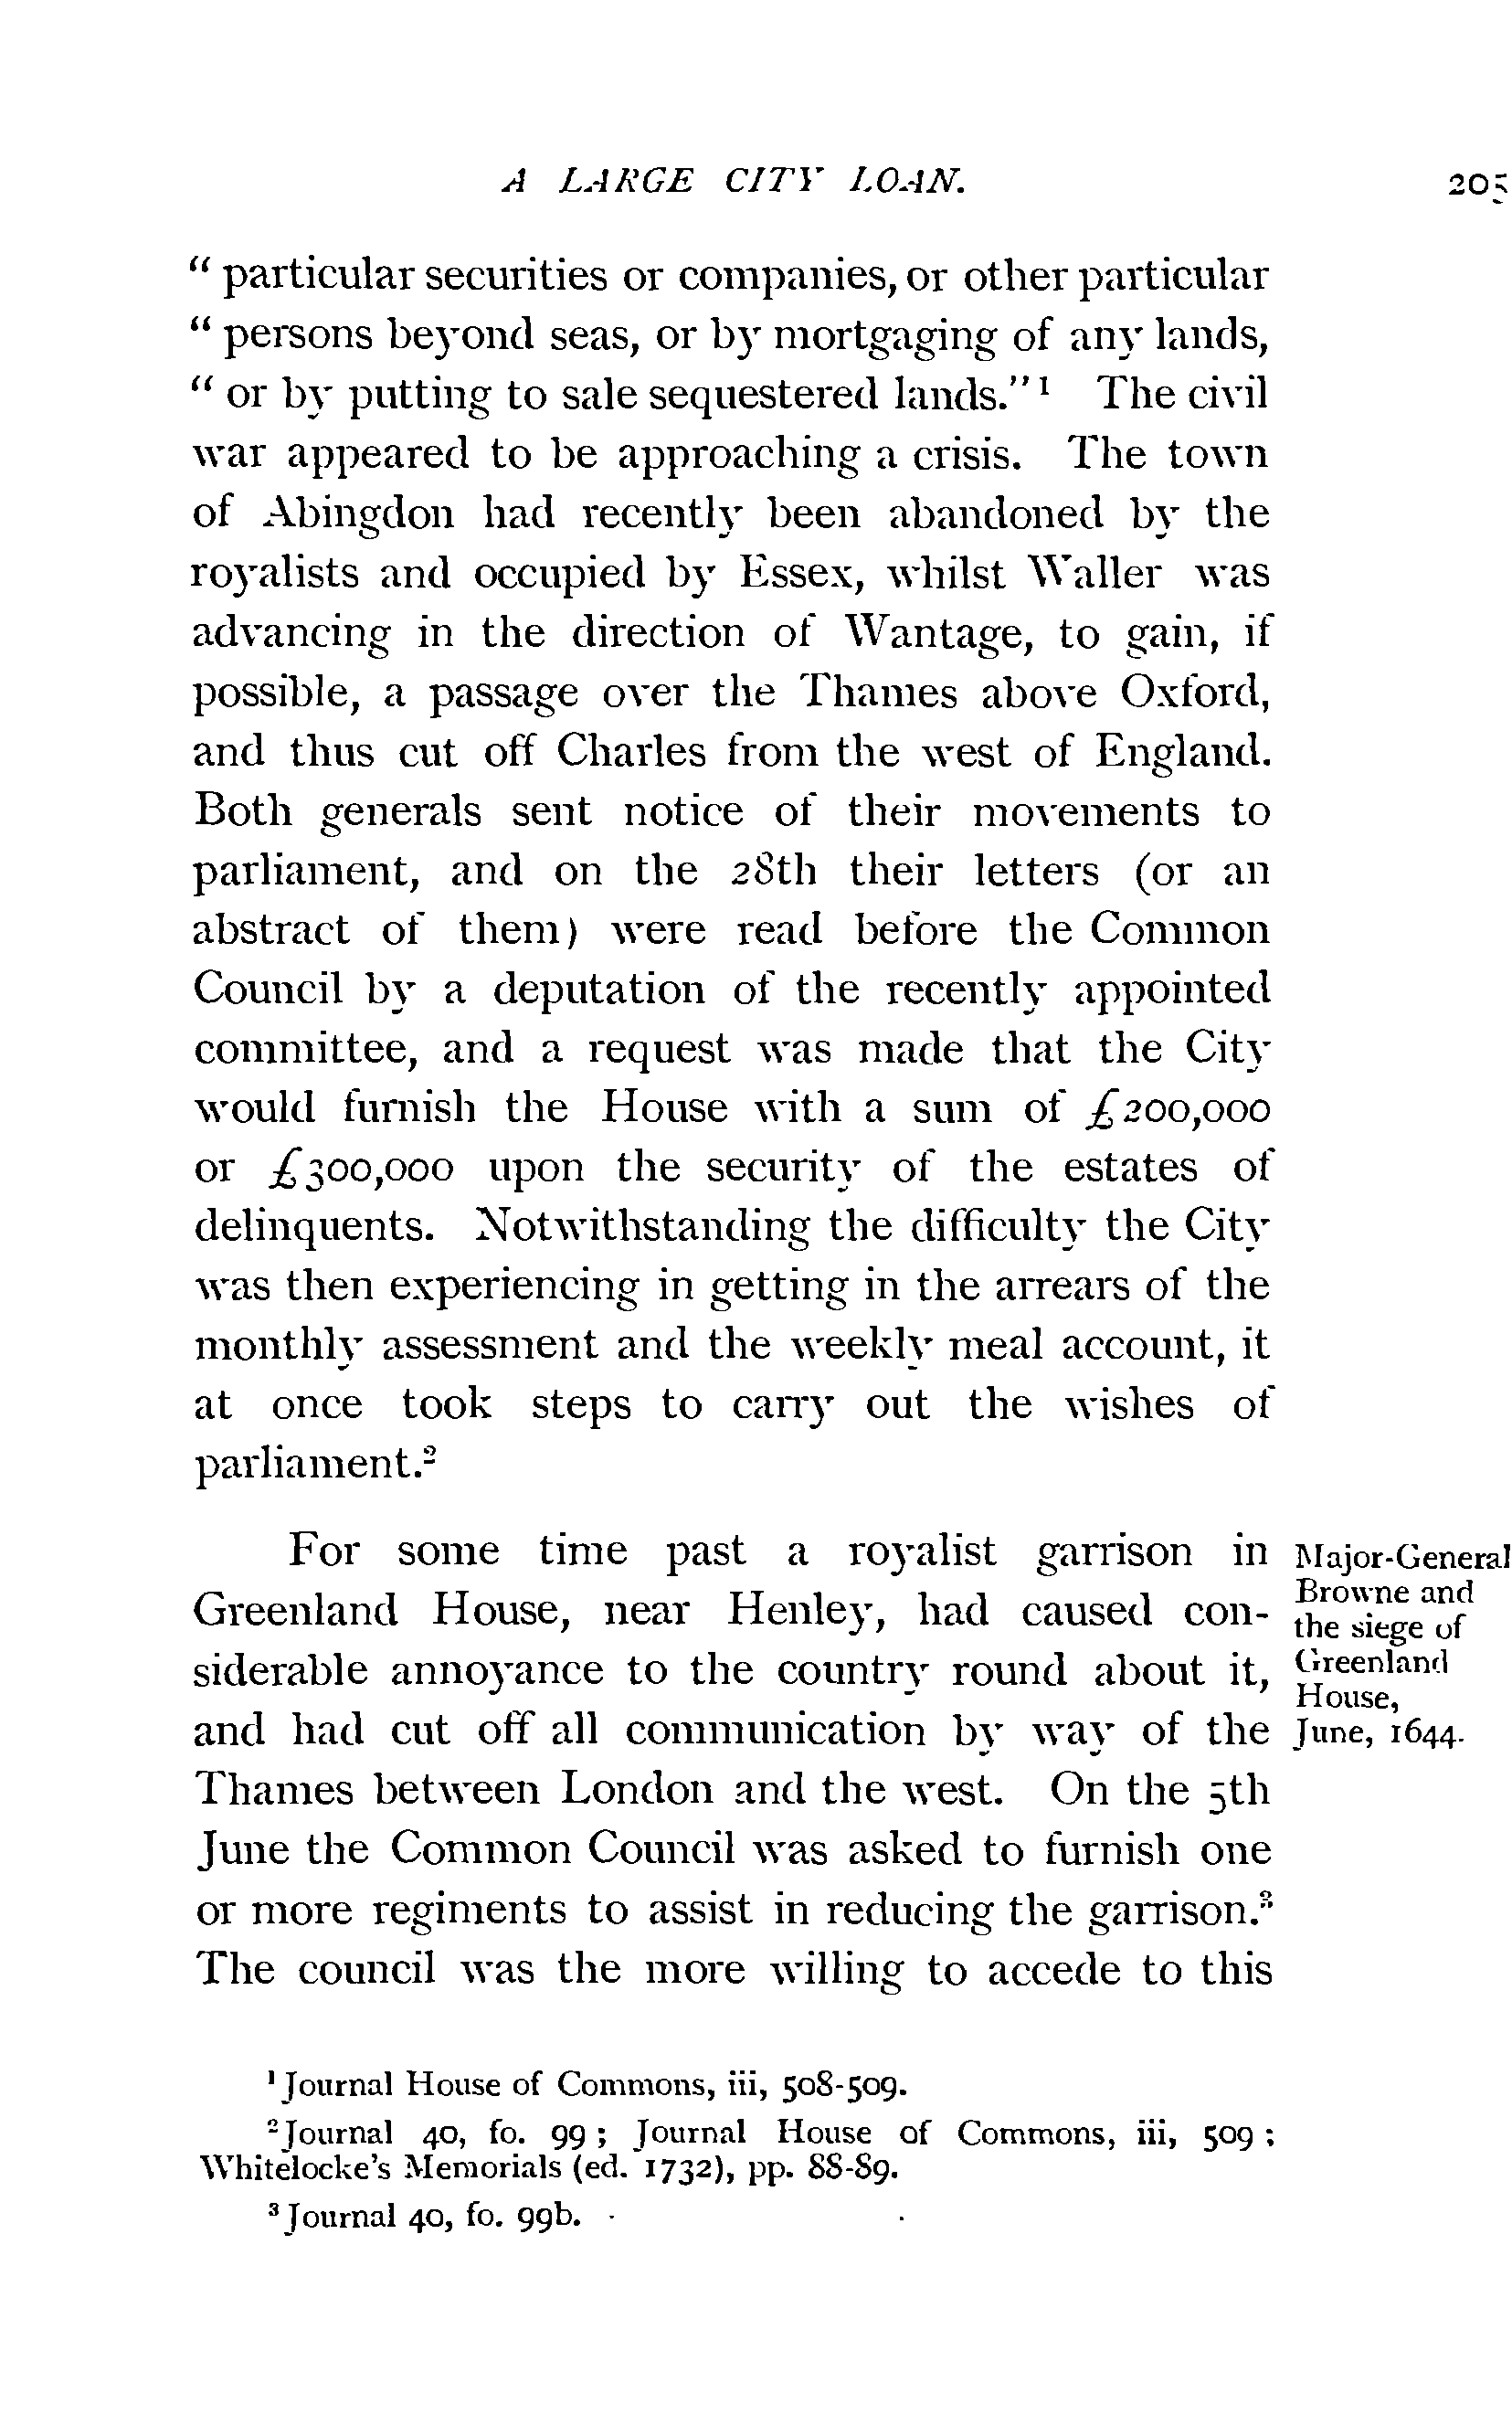 A LARGE CITY LOAN. 205
“ particular securities or companies, or other particular
“ persons beyond seas, or by mortgaging of any lands,
“ or by putting to sale sequestered lands.” ¹ The civil
war appeared to be approaching a crisis. The town
of Abingdon had recently been abandoned by the
royalists and occupied by Essex, whilst Waller was
advancing in the direction of Wantage, to gain, if
possible, a passage over the Thames above Oxford,
and thus cut off Charles from the west of England.
Both generals sent notice of their movements to
parliament, and on the 28th their letters (or an
abstract of them) were read before the Common
Council by a deputation of the recently appointed
committee, and a request was made that the City
would furnish the House with a sum of £200,000
or £300,000 upon the security of the estates of
delinquents. Notwithstanding the difficulty the City
was then experiencing in getting in the arrears of the
monthly assessment and the weekly meal account, it
at once took steps to carry out the wishes of
parliament.²
For some time past a royalist garrison in
Greenland House, near Henley, had caused con-
siderable annoyance to the country round about it,
and had cut off all communication by way of the
Thames between London and the west. On the 5th
June the Common Council was asked to furnish one
or more regiments to assist in reducing the garrison.³
The council was the more willing to accede to this
Major-General
Browne and
the siege of
Greenland
House,
June, 1644.
¹ Journal House of Commons, iii, 508-509.
² Journal 40, fo. 99 ; Journal House of Commons, iii, 509 ;
Whitelocke's Memorials (ed. 1732), pp. 88-89.
³ Journal 40, fo. 99b.